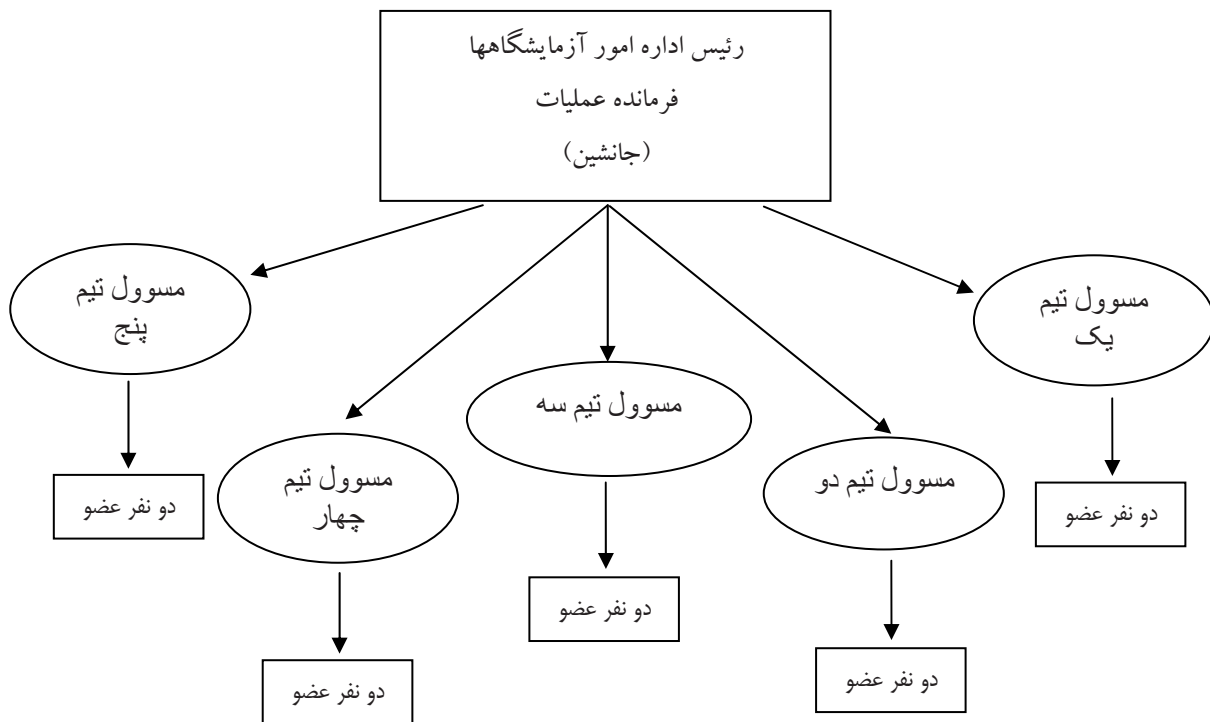 رئیس اداره امور آزمایشگاهها
فرمانده عملیات
(جانشین)
مسوول تیم
یک
دو نفر عضو
مسوول تیم دو
دو نفر عضو
مسوول تیم سه
دو نفر عضو
مسوول تیم
چهار
دو نفر عضو
مسوول تیم
پنج
دو نفر عضو